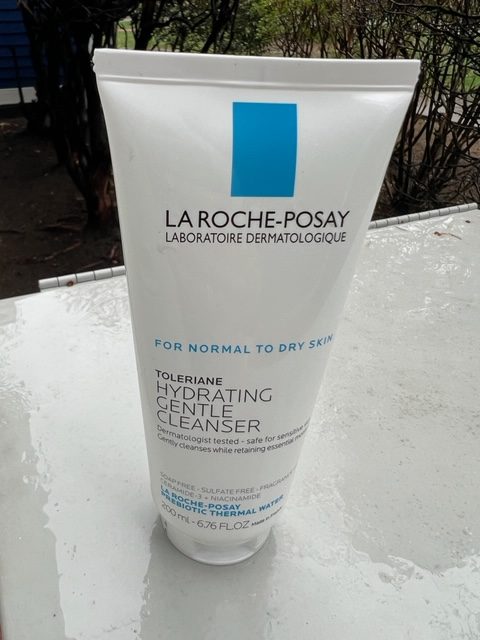 LA ROCHE-POSAY
LABORATOIRE DERMATOLOGIQUE
FOR NORMAL TO DRY SKIN
TOLERIANE
HYDRATING
GENTLE
CLEANSER
Dermatologist tested - safe for sensitive
Gently cleanses while retaining essential
SOAP FREE - SULFATE FREE - FRAGRANCE
CERAMIDE-3 + NIACINAMIDE
LA ROCHE-POSAY
PREBIOTIC THERMAL WATER
200 ml - 6.76 FL.OZ Made in